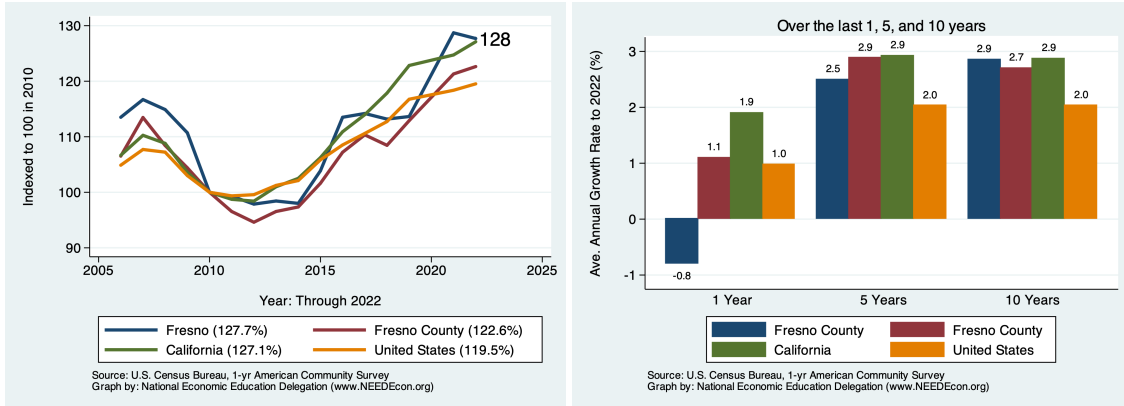 130
120
110
100
90
Indexed to 100 in 2010
128
2005 2010 2015 2020 2025
Year: Through 2022
Fresno (127.7%) Fresno County (122.6%)
California (127.1%) United States (119.5%)
Source: U.S. Census Bureau, 1-yr American Community Survey
Graph by: National Economic Education Delegation (www.NEEDEcon.org)
Over the last 1, 5, and 10 years
Ave. Annual Growth Rate to 2022 (%)
3
2
1
0
-1
-0.8 1.1 1.9 1.0
2.5 2.9 2.9 2.0
2.9 2.7 2.9 2.0
1 Year 5 Years 10 Years
Fresno County Fresno County
California United States
Source: U.S. Census Bureau, 1-yr American Community Survey
Graph by: National Economic Education Delegation (www.NEEDEcon.org)